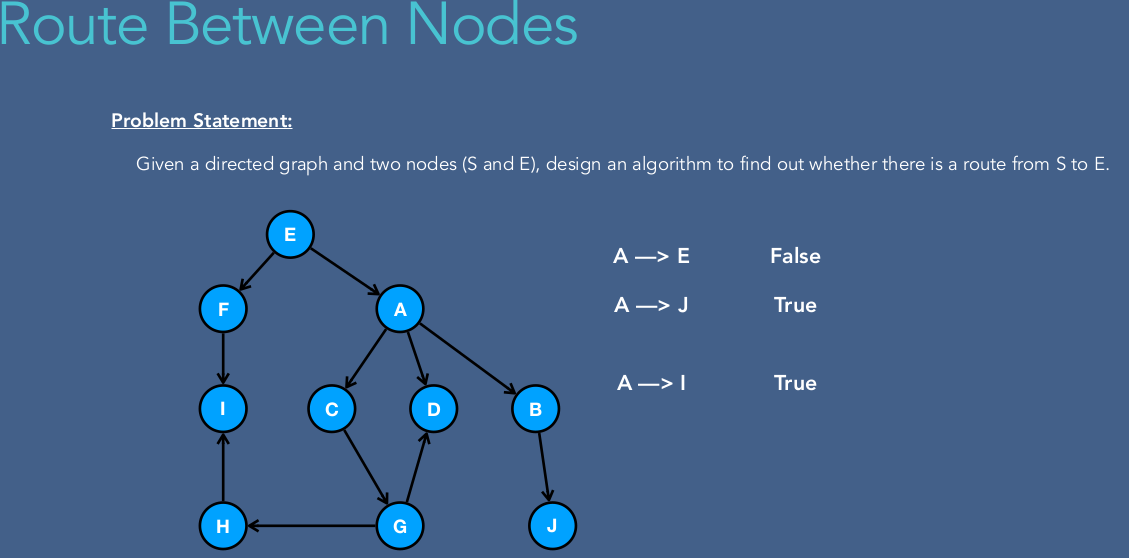 Route Between Nodes
Problem Statement:
Given a directed graph and two nodes (S and E), design an algorithm to find out whether there is a route from S to E.
E
A —> E False
F
A
A —> J True
A —> I True
I
C
D
B
H
G
J